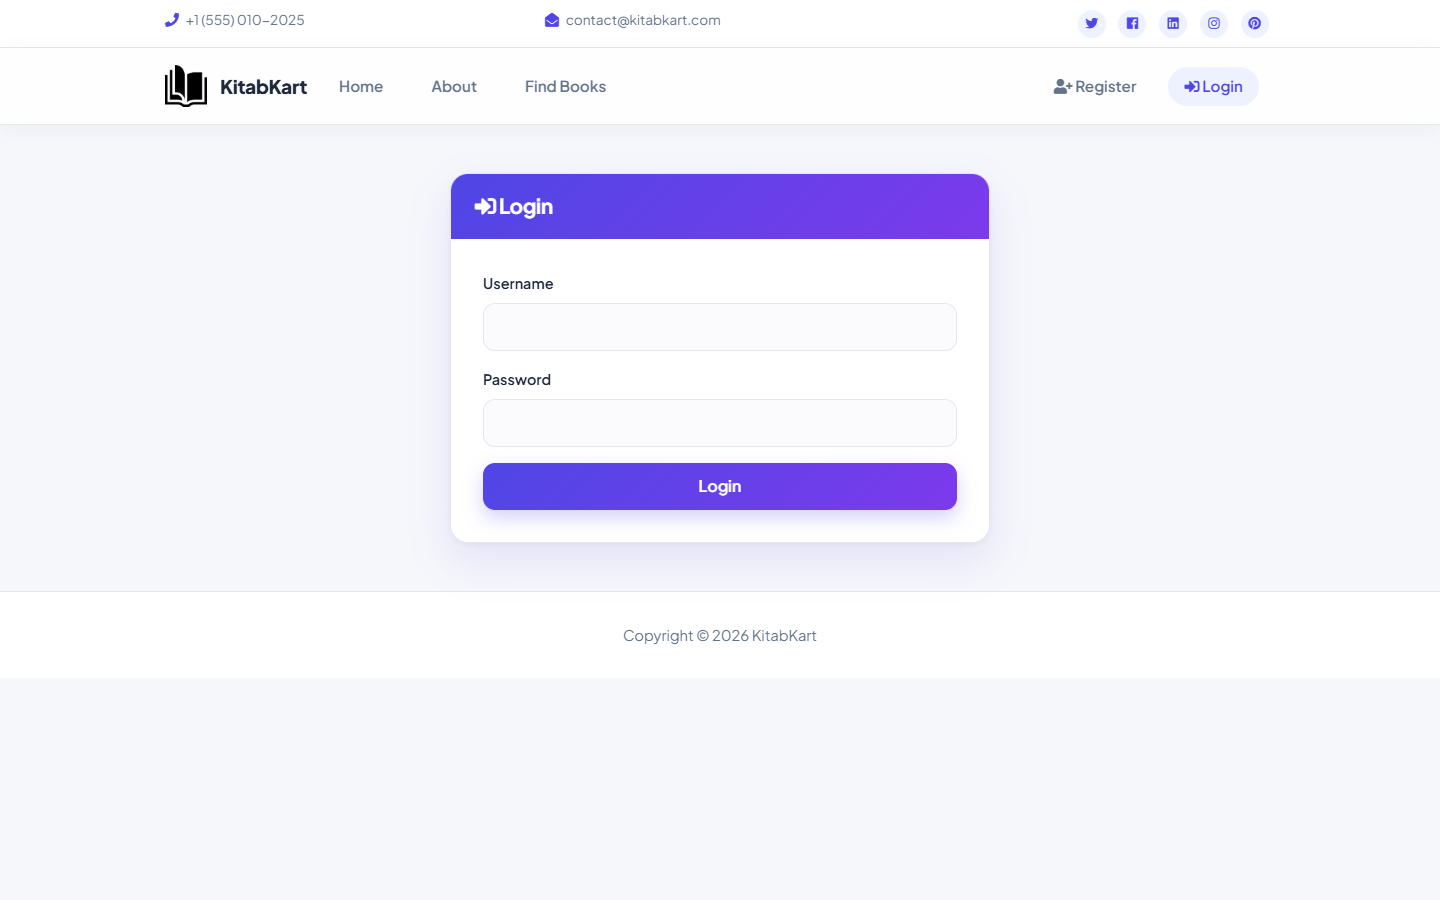 +1 (555) 010-2025
contact@kitabkart.com
KitabKart
Home
About
Find Books
Register
Login
Login
Username
Password
Login
Copyright © 2026 KitabKart